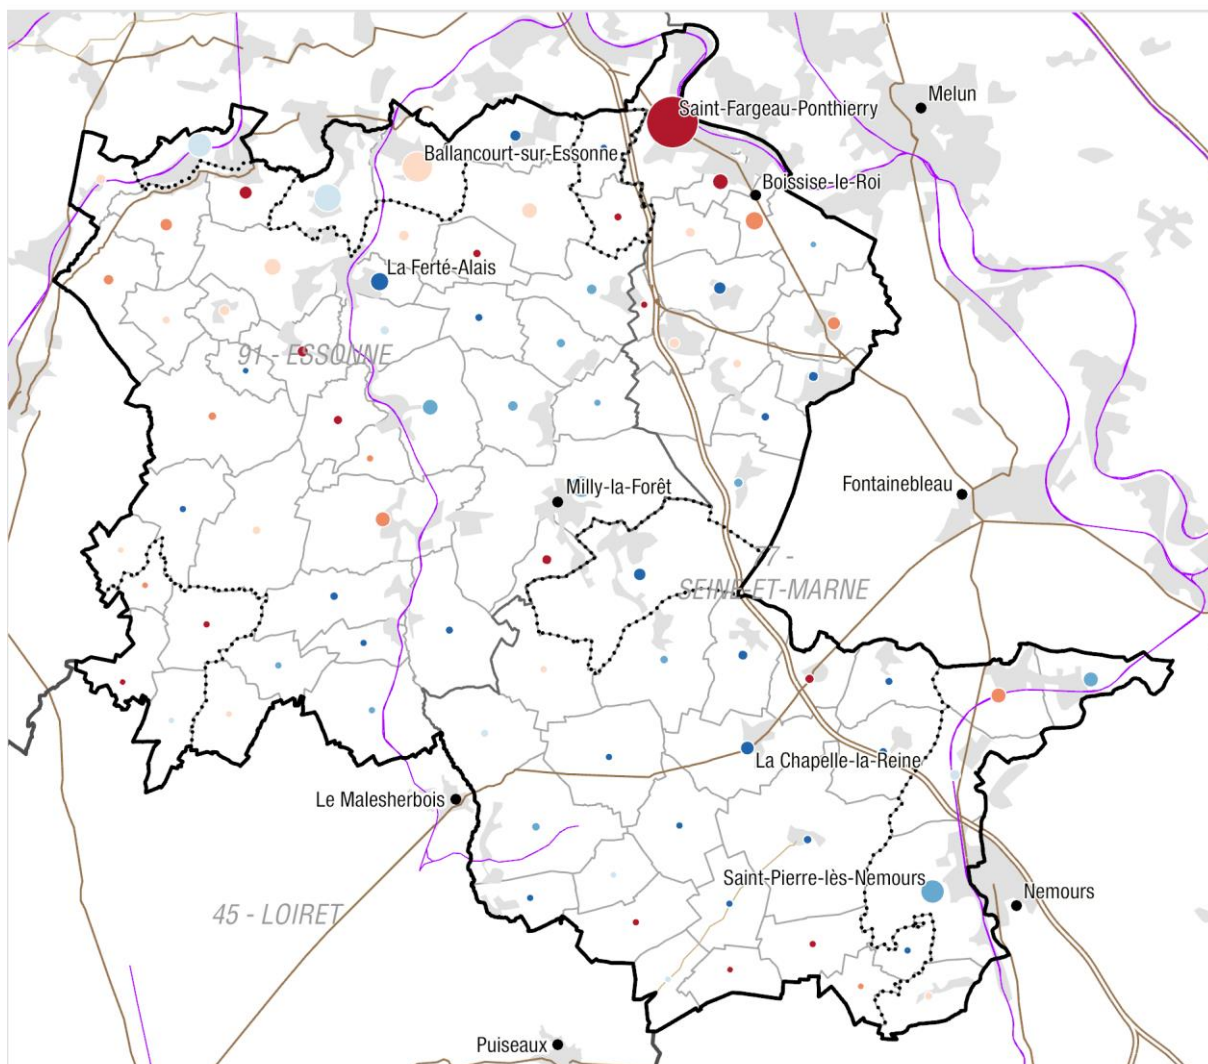 Melun
Saint-Fargeau-Ponthierry
Ballancourt-sur-Essonne
Boissise-le-Roi
La Ferté-Alais
91 - ESSONNE
Milly-la-Forêt
Fontainebleau
77 -
SEINE-ET-MARNE
La Chapelle-la-Reine
Le Malesherbois
Saint-Pierre-lès-Nemours
Nemours
45 - LOIRET
Puiseaux